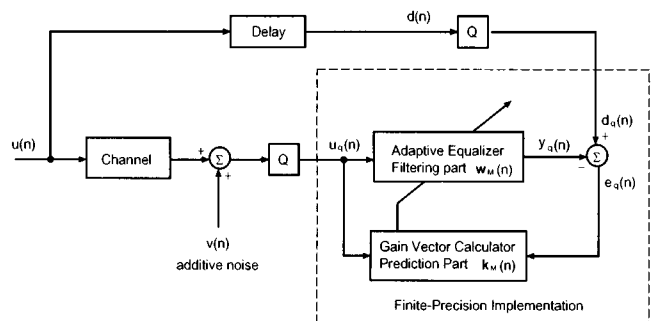 d(n)
Delay
Q
u(n)
Channel
+
Σ
+
Q
u_q(n)
Adaptive Equalizer
Filtering part w_M(n)
y_q(n)
d_q(n)
+
Σ
−
e_q(n)
v(n)
additive noise
Gain Vector Calculator
Prediction Part k_M(n)
Finite-Precision Implementation